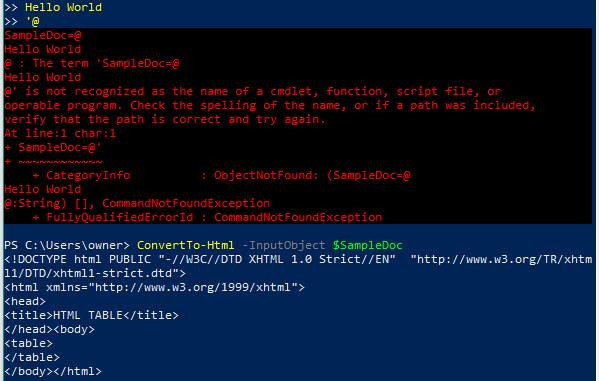 >> Hello World
>> '@
SampleDoc=@
Hello World
@ : The term 'SampleDoc=@
Hello World
@' is not recognized as the name of a cmdlet, function, script file, or
operable program. Check the spelling of the name, or if a path was included,
verify that the path is correct and try again.
At line:1 char:1
+ SampleDoc=@'
+ ~~~~~~~~~~~~
    + CategoryInfo          : ObjectNotFound: (SampleDoc=@
Hello World
@:String) [], CommandNotFoundException
    + FullyQualifiedErrorId : CommandNotFoundException
PS C:\Users\owner> ConvertTo-Html -InputObject $SampleDoc
<!DOCTYPE html PUBLIC "-//W3C//DTD XHTML 1.0 Strict//EN"  "http://www.w3.org/TR/xhtm
l1/DTD/xhtml1-strict.dtd">
<html xmlns="http://www.w3.org/1999/xhtml">
<head>
<title>HTML TABLE</title>
</head><body>
<table>
</table>
</body></html>